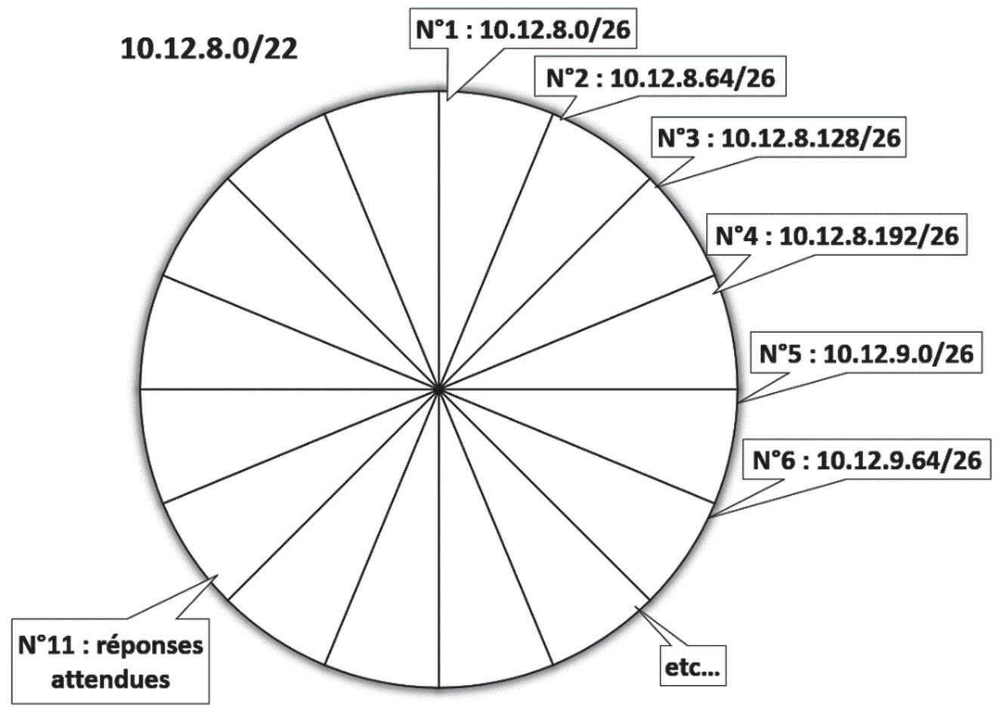 10.12.8.0/22
N°1 : 10.12.8.0/26
N°2 : 10.12.8.64/26
N°3 : 10.12.8.128/26
N°4 : 10.12.8.192/26
N°5 : 10.12.9.0/26
N°6 : 10.12.9.64/26
etc...
N°11 : réponses
attendues